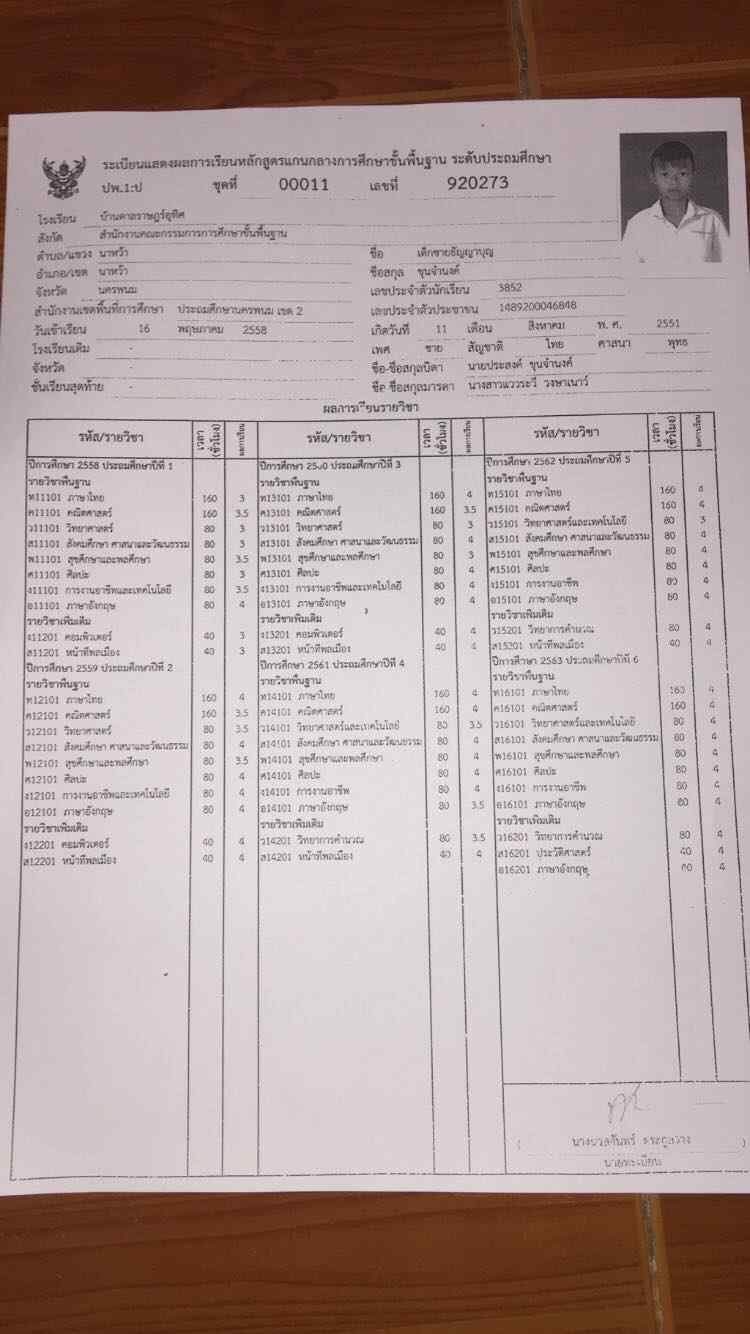 ระเบียนแสดงผลการเรียนหลักสูตรแกนกลางการศึกษาขั้นพื้นฐาน ระดับประถมศึกษา
ปพ.1:ป ชุดที่ 00011 เลขที่ 920273
โรงเรียน บ้านตาลราษฎร์อุทิศ
สังกัด สำนักงานคณะกรรมการการศึกษาขั้นพื้นฐาน
ตำบล/แขวง นาหว้า
อำเภอ/เขต นาหว้า
จังหวัด นครพนม
สำนักงานเขตพื้นที่การศึกษา ประถมศึกษานครพนม เขต 2
วันเข้าเรียน 16 พฤษภาคม 2558
โรงเรียนเดิม -
จังหวัด -
ชั้นเรียนสุดท้าย -
ชื่อ เด็กชายธัญญาบุญ
ชื่อสกุล ขุนจำนงค์
เลขประจำตัวนักเรียน 3852
เลขประจำตัวประชาชน 1489200046848
เกิดวันที่ 11 เดือน สิงหาคม พ. ศ. 2551
เพศ ชาย สัญชาติ ไทย ศาสนา พุทธ
ชื่อ-ชื่อสกุลบิดา นายประสงค์ ขุนจำนงค์
ชื่อ-ชื่อสกุลมารดา นางสาวแววระวี วงษาเนาว์
ผลการเรียนรายวิชา
รหัส/รายวิชา เวลา (ชั่วโมง) ผลการเรียน
ปีการศึกษา 2558 ประถมศึกษาปีที่ 1
รายวิชาพื้นฐาน
ท11101 ภาษาไทย 160 3
ค11101 คณิตศาสตร์ 160 3.5
ว11101 วิทยาศาสตร์ 80 3
ส11101 สังคมศึกษา ศาสนาและวัฒนธรรม 80 3
พ11101 สุขศึกษาและพลศึกษา 80 3.5
ศ11101 ศิลปะ 80 3
ง11101 การงานอาชีพและเทคโนโลยี 80 3.5
อ11101 ภาษาอังกฤษ 80 4
รายวิชาเพิ่มเติม
ง11201 คอมพิวเตอร์ 40 3
ส11201 หน้าที่พลเมือง 40 3
ปีการศึกษา 2559 ประถมศึกษาปีที่ 2
รายวิชาพื้นฐาน
ท12101 ภาษาไทย 160 4
ค12101 คณิตศาสตร์ 160 3.5
ว12101 วิทยาศาสตร์ 80 3.5
ส12101 สังคมศึกษา ศาสนาและวัฒนธรรม 80 4
พ12101 สุขศึกษาและพลศึกษา 80 3.5
ศ12101 ศิลปะ 80 4
ง12101 การงานอาชีพและเทคโนโลยี 80 4
อ12101 ภาษาอังกฤษ 80 4
รายวิชาเพิ่มเติม
ง12201 คอมพิวเตอร์ 40 4
ส12201 หน้าที่พลเมือง 40 4
รหัส/รายวิชา เวลา (ชั่วโมง) ผลการเรียน
ปีการศึกษา ประถมศึกษาปีที่ 3
รายวิชาพื้นฐาน
ท13101 ภาษาไทย 160 4
ค13101 คณิตศาสตร์ 160 3.5
ว13101 วิทยาศาสตร์ 80 3
ส13101 สังคมศึกษา ศาสนาและวัฒนธรรม 80 4
พ13101 สุขศึกษาและพลศึกษา 80 3
ศ13101 ศิลปะ 80 4
ง13101 การงานอาชีพและเทคโนโลยี 80 4
อ13101 ภาษาอังกฤษ 80 4
รายวิชาเพิ่มเติม
ง13201 คอมพิวเตอร์ 40 4
ส13201 หน้าที่พลเมือง 40 4
ปีการศึกษา 2561 ประถมศึกษาปีที่ 4
รายวิชาพื้นฐาน
ท14101 ภาษาไทย 160 4
ค14101 คณิตศาสตร์ 160 4
ว14101 วิทยาศาสตร์และเทคโนโลยี 80 3.5
ส14101 สังคมศึกษา ศาสนาและวัฒนธรรม 80 4
พ14101 สุขศึกษาและพลศึกษา 80 4
ศ14101 ศิลปะ 80 4
ง14101 การงานอาชีพ 80 4
อ14101 ภาษาอังกฤษ 80 3.5
รายวิชาเพิ่มเติม
ว14201 วิทยาการคำนวณ 80 3.5
ส14201 หน้าที่พลเมือง 40 4
รหัส/รายวิชา เวลา (ชั่วโมง) ผลการเรียน
ปีการศึกษา 2562 ประถมศึกษาปีที่ 5
รายวิชาพื้นฐาน
ท15101 ภาษาไทย 160 4
ค15101 คณิตศาสตร์ 160 4
ว15101 วิทยาศาสตร์และเทคโนโลยี 80 3
ส15101 สังคมศึกษา ศาสนาและวัฒนธรรม 80 4
พ15101 สุขศึกษาและพลศึกษา 80 4
ศ15101 ศิลปะ 80 4
ง15101 การงานอาชีพ 80 4
อ15101 ภาษาอังกฤษ 80 4
รายวิชาเพิ่มเติม
ว15201 วิทยาการคำนวณ 80 4
ส15201 หน้าที่พลเมือง 40 4
ปีการศึกษา 2563 ประถมศึกษาปีที่ 6
รายวิชาพื้นฐาน
ท16101 ภาษาไทย 160 4
ค16101 คณิตศาสตร์ 160 4
ว16101 วิทยาศาสตร์และเทคโนโลยี 80 4
ส16101 สังคมศึกษา ศาสนาและวัฒนธรรม 80 4
พ16101 สุขศึกษาและพลศึกษา 80 4
ศ16101 ศิลปะ 80 4
ง16101 การงานอาชีพ 80 4
อ16101 ภาษาอังกฤษ 80 4
รายวิชาเพิ่มเติม
ว16201 วิทยาการคำนวณ 80 4
ส16201 ประวัติศาสตร์ 40 4
อ16201 ภาษาอังกฤษ 4
นายทะเบียน